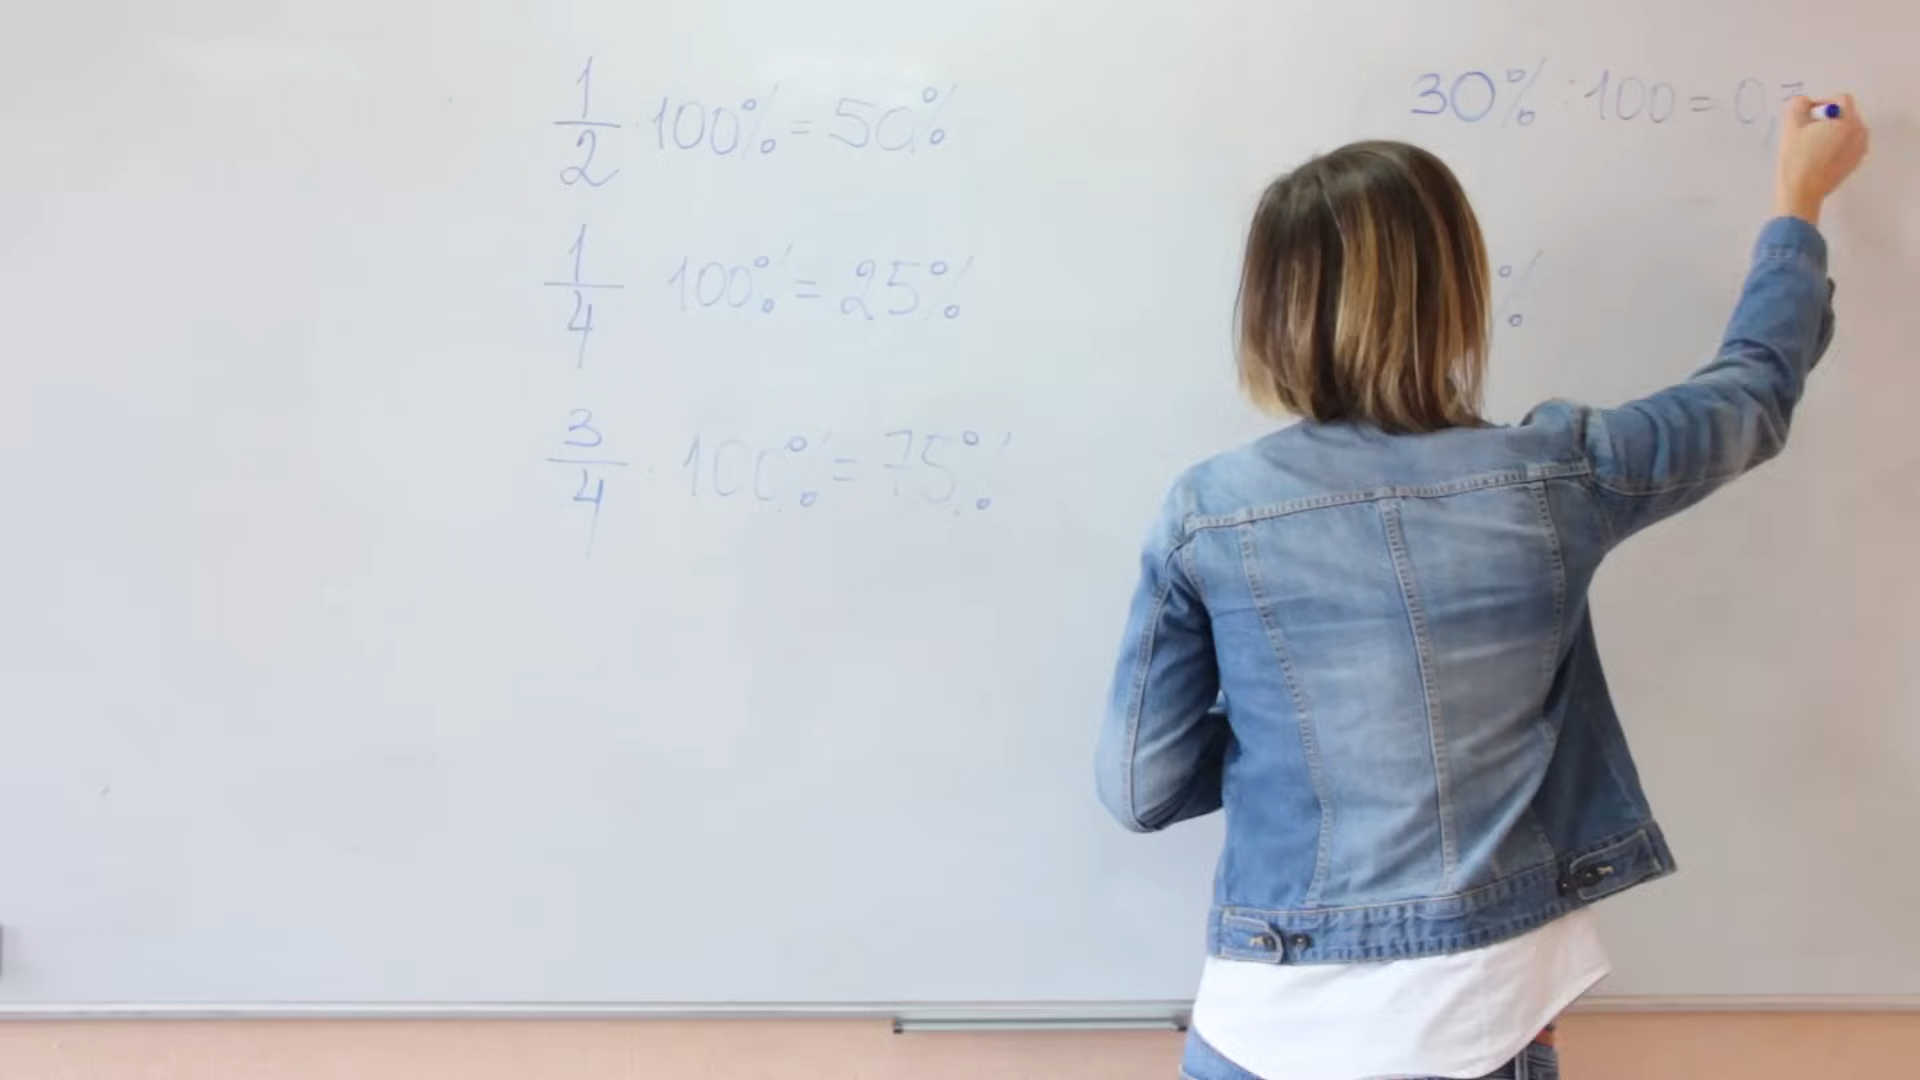 1/2 · 100% = 50%
1/4 100% = 25%
3/4 · 100% = 75%
30% : 100 = 0,
%